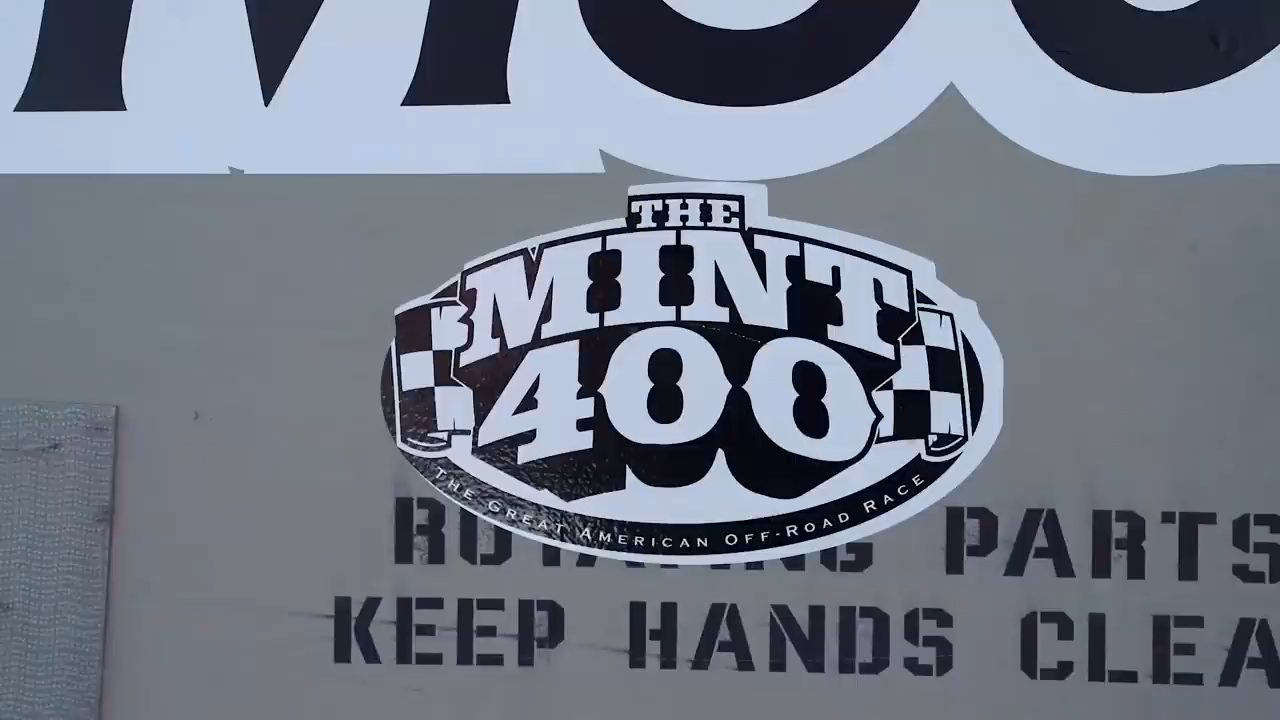 THE
MINT
400
THE GREAT AMERICAN OFF-ROAD RACE
PARTS
KEEP HANDS CLEA